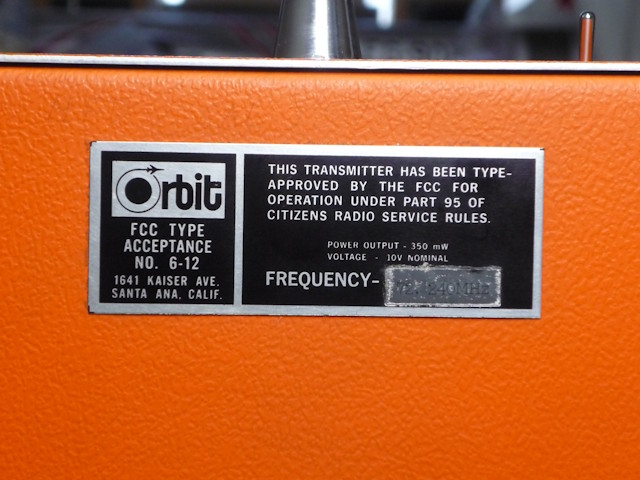 Orbit
FCC TYPE
ACCEPTANCE
NO. 6-12
1641 KAISER AVE.
SANTA ANA, CALIF.
THIS TRANSMITTER HAS BEEN TYPE-
APPROVED BY THE FCC FOR
OPERATION UNDER PART 95 OF
CITIZENS RADIO SERVICE RULES.
POWER OUTPUT - 350 mW
VOLTAGE - 10V NOMINAL
FREQUENCY-